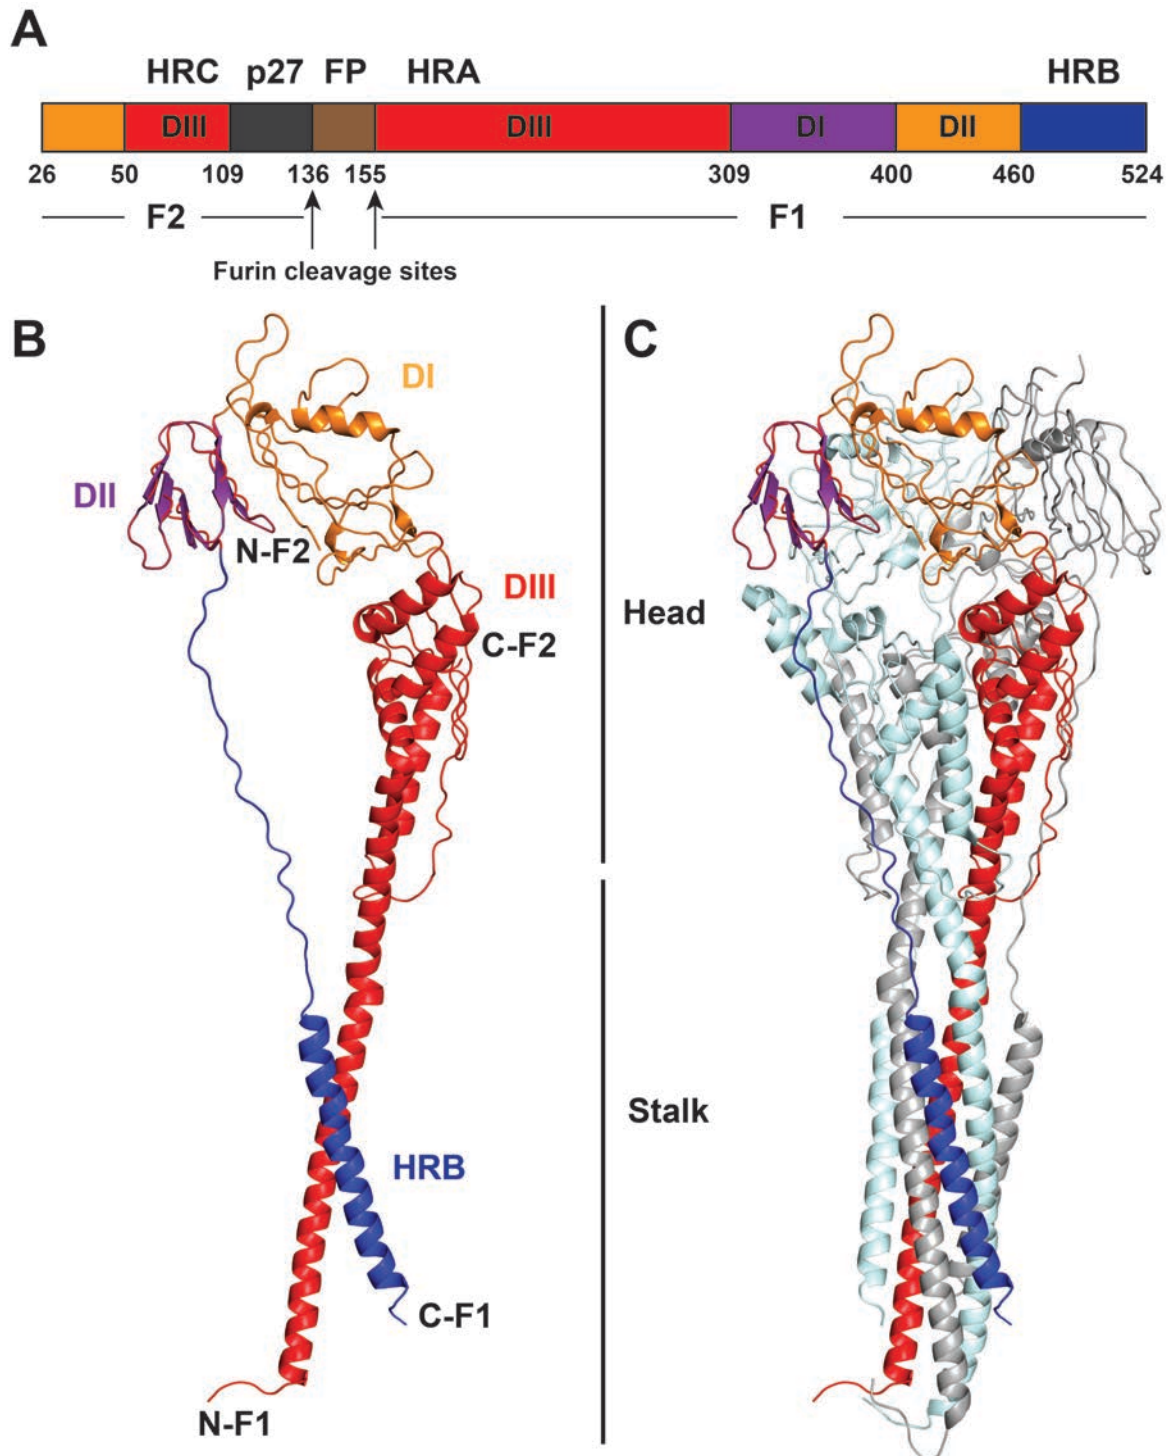 A
HRC p27 FP HRA HRB
DIII DIII DI DII
26 50 109 136 155 309 400 460 524
F2 F1
Furin cleavage sites
B
C
DI
DII
N-F2
DIII
C-F2
Head
Stalk
HRB
C-F1
N-F1